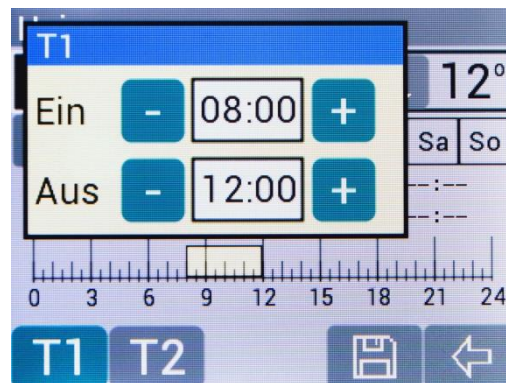 T1
12°
Ein - 08:00 +
Sa So
Aus - 12:00 +
--:--
--:--
0 3 6 9 12 15 18 21 24
T1 T2